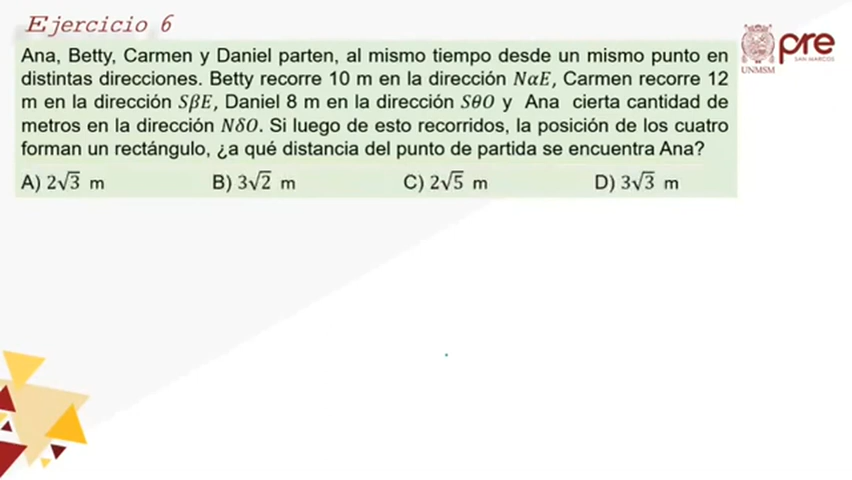 Ejercicio 6
Ana, Betty, Carmen y Daniel parten, al mismo tiempo desde un mismo punto en
distintas direcciones. Betty recorre 10 m en la dirección NαE, Carmen recorre 12
m en la dirección SβE, Daniel 8 m en la dirección SθO y Ana cierta cantidad de
metros en la dirección NδO. Si luego de esto recorridos, la posición de los cuatro
forman un rectángulo, ¿a qué distancia del punto de partida se encuentra Ana?
A) 2√3 m B) 3√2 m C) 2√5 m D) 3√3 m
UNMSM
pre
SAN MARCOS